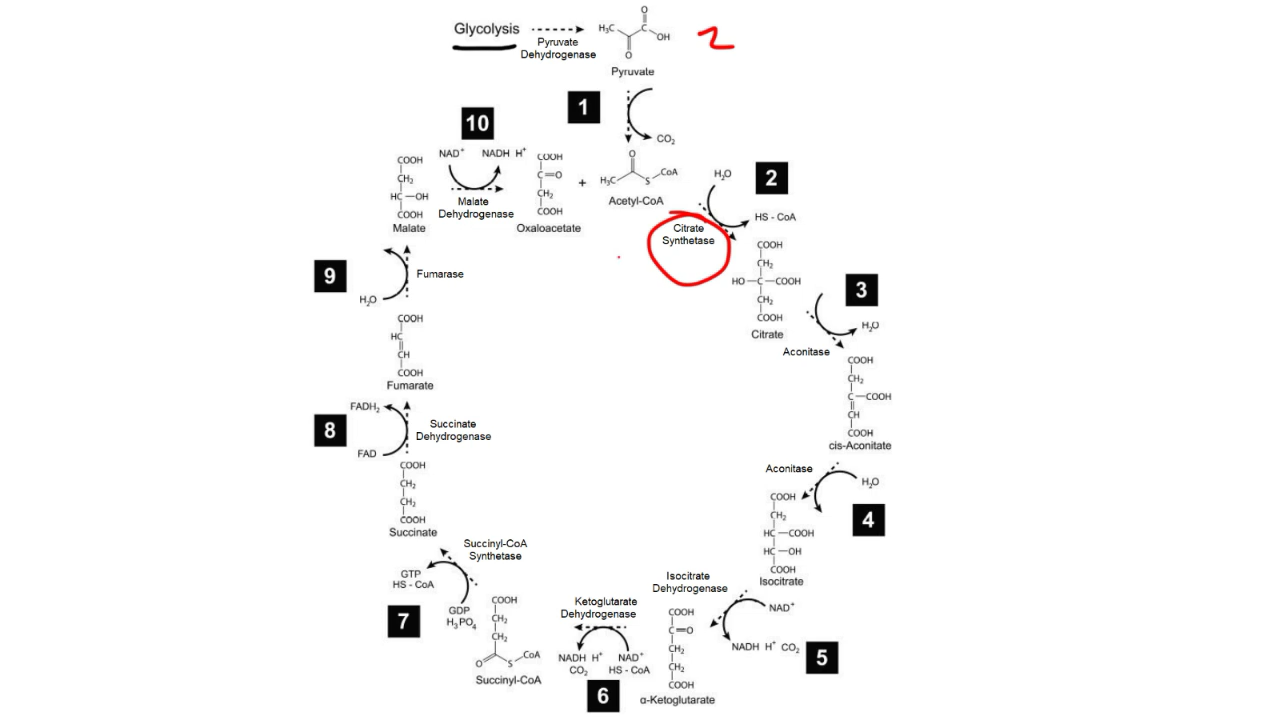 Glycolysis
Pyruvate
Dehydrogenase
O
H₃C
OH
O
Pyruvate
2
1
CO₂
10
NAD⁺
NADH H⁺
COOH
CH₂
HC—OH
COOH
Malate
Malate
Dehydrogenase
COOH
C=O
CH₂
COOH
Oxaloacetate
+
O
H₃C
S
CoA
Acetyl-CoA
H₂O
2
HS - CoA
Citrate
Synthetase
COOH
CH₂
HO—C—COOH
CH₂
COOH
Citrate
3
H₂O
Aconitase
COOH
CH₂
C—COOH
CH
COOH
cis-Aconitate
Aconitase
H₂O
4
COOH
CH₂
HC—COOH
HC—OH
COOH
Isocitrate
Isocitrate
Dehydrogenase
NAD⁺
NADH H⁺ CO₂
5
COOH
C=O
CH₂
CH₂
COOH
α-Ketoglutarate
Ketoglutarate
Dehydrogenase
NADH H⁺
CO₂
NAD⁺
HS - CoA
6
COOH
CH₂
CH₂
O
S
CoA
Succinyl-CoA
Succinyl-CoA
Synthetase
GTP
HS - CoA
GDP
H₃PO₄
7
COOH
CH₂
CH₂
COOH
Succinate
Succinate
Dehydrogenase
FADH₂
FAD
8
COOH
HC
CH
COOH
Fumarate
Fumarase
H₂O
9